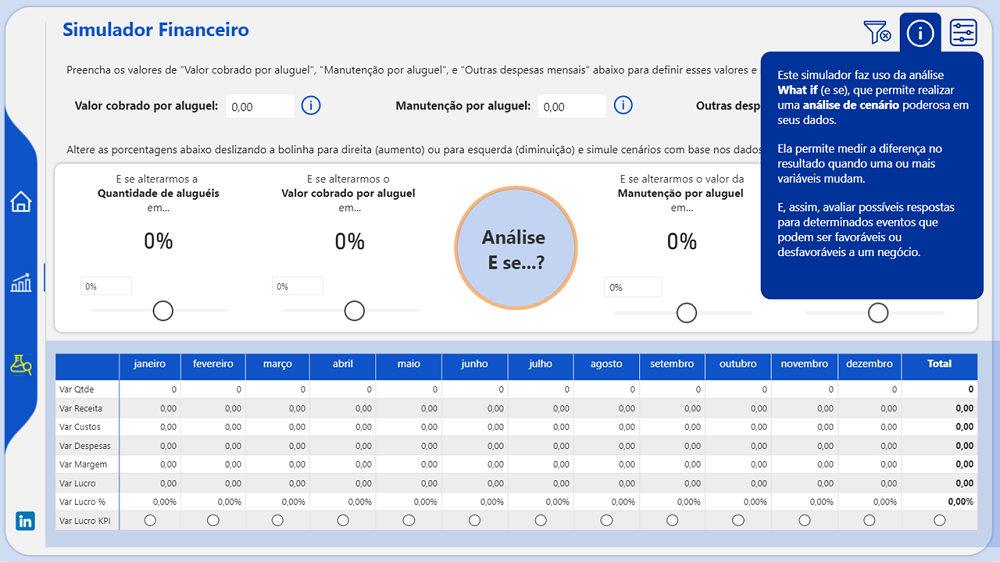 Simulador Financeiro
Preencha os valores de "Valor cobrado por aluguel", "Manutenção por aluguel", e "Outras despesas mensais" abaixo para definir esses valores e
Valor cobrado por aluguel: 0,00
Manutenção por aluguel: 0,00
Outras desp
Altere as porcentagens abaixo deslizando a bolinha para direita (aumento) ou para esquerda (diminuição) e simule cenários com base nos dados
Este simulador faz uso da análise
What if (e se), que permite realizar
uma análise de cenário poderosa em
seus dados.
Ela permite medir a diferença no
resultado quando uma ou mais
variáveis mudam.
E, assim, avaliar possíveis respostas
para determinados eventos que
podem ser favoráveis ou
desfavoráveis a um negócio.
E se alterarmos a
Quantidade de aluguéis
em...
0%
0%
E se alterarmos o
Valor cobrado por aluguel
em...
0%
0%
Análise
E se...?
E se alterarmos o valor da
Manutenção por aluguel
em...
0%
0%
janeiro fevereiro março abril maio junho julho agosto setembro outubro novembro dezembro Total
Var Qtde 0 0 0 0 0 0 0 0 0 0 0 0 0
Var Receita 0,00 0,00 0,00 0,00 0,00 0,00 0,00 0,00 0,00 0,00 0,00 0,00 0,00
Var Custos 0,00 0,00 0,00 0,00 0,00 0,00 0,00 0,00 0,00 0,00 0,00 0,00 0,00
Var Despesas 0,00 0,00 0,00 0,00 0,00 0,00 0,00 0,00 0,00 0,00 0,00 0,00 0,00
Var Margem 0,00 0,00 0,00 0,00 0,00 0,00 0,00 0,00 0,00 0,00 0,00 0,00 0,00
Var Lucro 0,00 0,00 0,00 0,00 0,00 0,00 0,00 0,00 0,00 0,00 0,00 0,00 0,00
Var Lucro % 0,00% 0,00% 0,00% 0,00% 0,00% 0,00% 0,00% 0,00% 0,00% 0,00% 0,00% 0,00% 0,00%
Var Lucro KPI
in